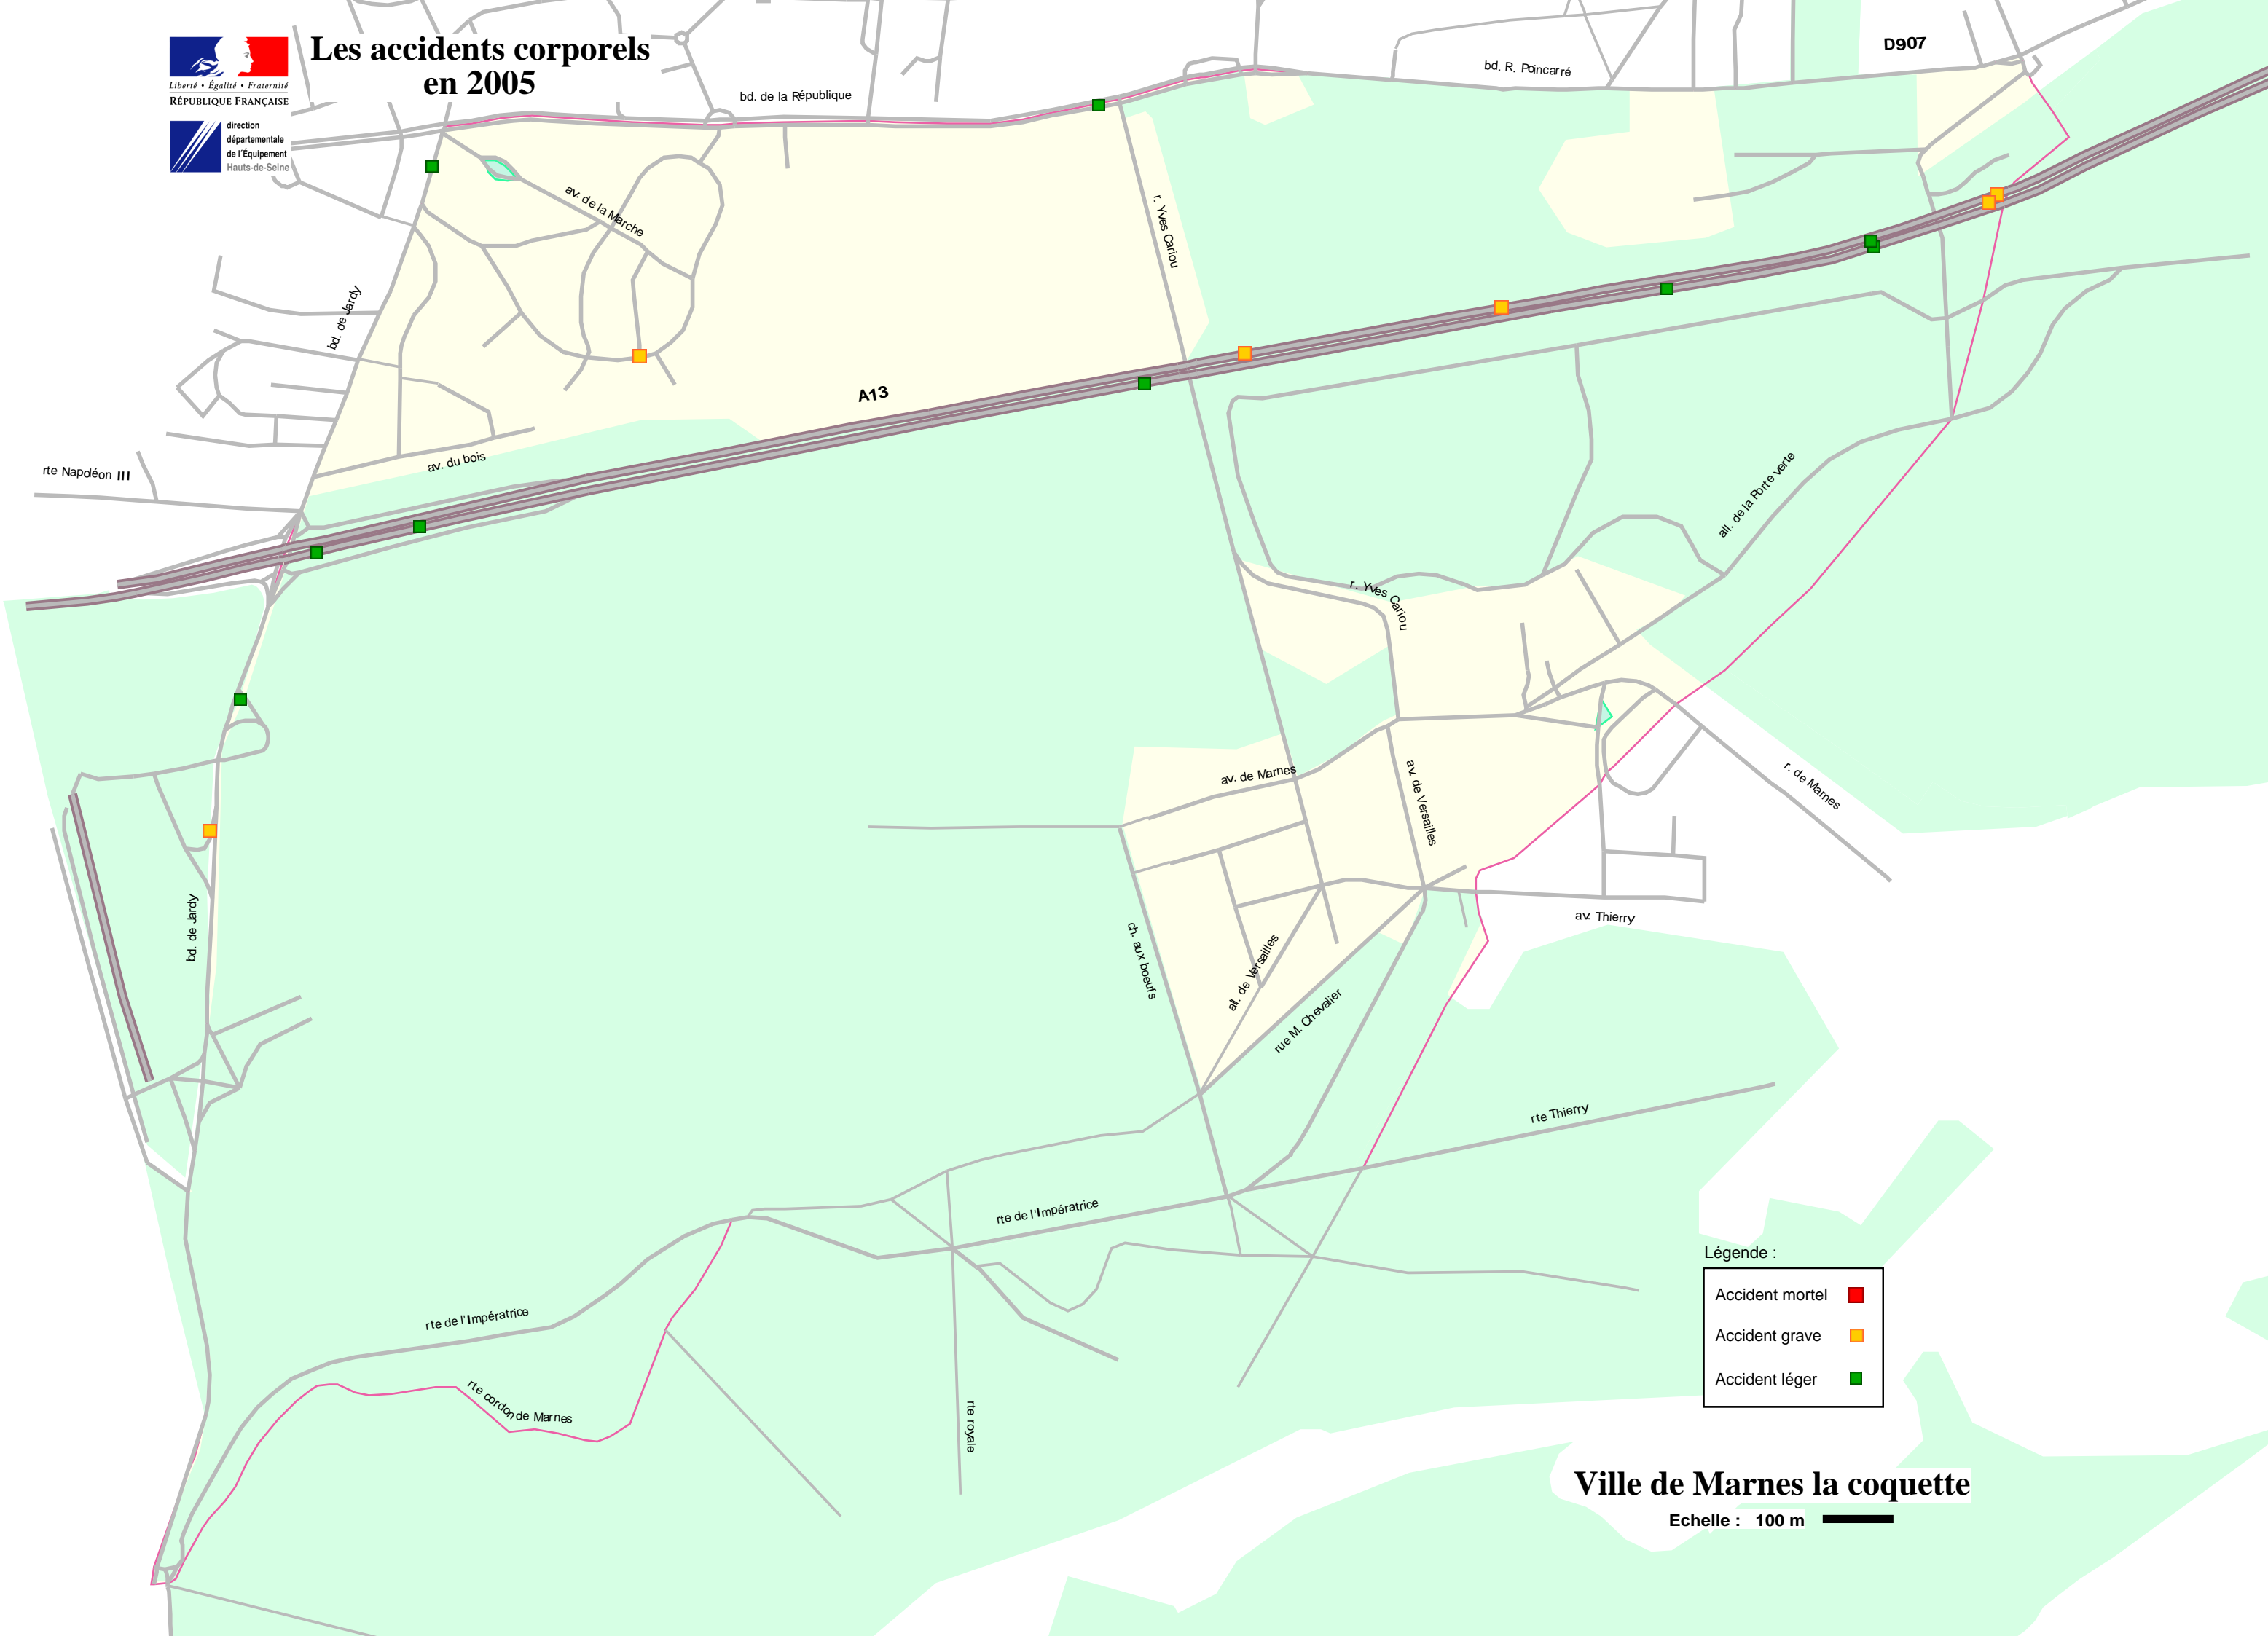 Les accidents corporels
en 2005
Liberté • Égalité • Fraternité
RÉPUBLIQUE FRANÇAISE
direction
départementale
de l'Équipement
Hauts-de-Seine
D907
bd. R. Poincarré
bd. de la République
av. de la Marche
r. Yves Cariou
bd. de Jardy
A13
av. du bois
rte Napoléon III
all. de la Porte verte
r. Yves Cariou
av. de Marnes
av. de Versailles
r. de Marnes
bd. de Jardy
av. Thierry
ch. aux boeufs
all. de Versailles
rue M. Chevalier
rte Thierry
rte de l'Impératrice
rte de l'Impératrice
rte cordon de Marnes
rte royale
Légende :
Accident mortel
Accident grave
Accident léger
Ville de Marnes la coquette
Echelle : 100 m